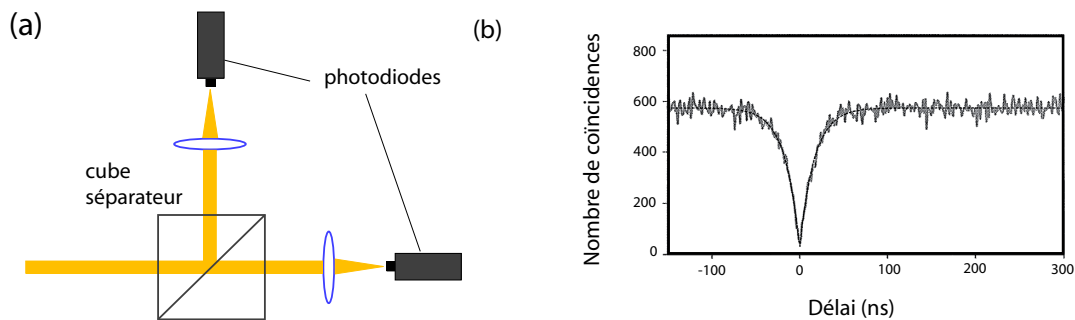 (a)
photodiodes
cube
séparateur
(b)
Nombre de coïncidences
800
600
400
200
0
-100
0
100
200
300
Délai (ns)